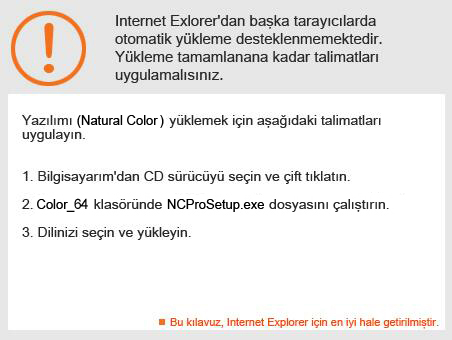 Internet Exlorer'dan başka tarayıcılarda
otomatik yükleme desteklenmemektedir.
Yükleme tamamlanana kadar talimatları
uygulamalısınız.
Yazılımı (Natural Color) yüklemek için aşağıdaki talimatları
uygulayın.
1. Bilgisayarım'dan CD sürücüyü seçin ve çift tıklatın.
2. Color_64 klasöründe NCProSetup.exe dosyasını çalıştırın.
3. Dilinizi seçin ve yükleyin.
Bu kılavuz, Internet Explorer için en iyi hale getirilmiştir.